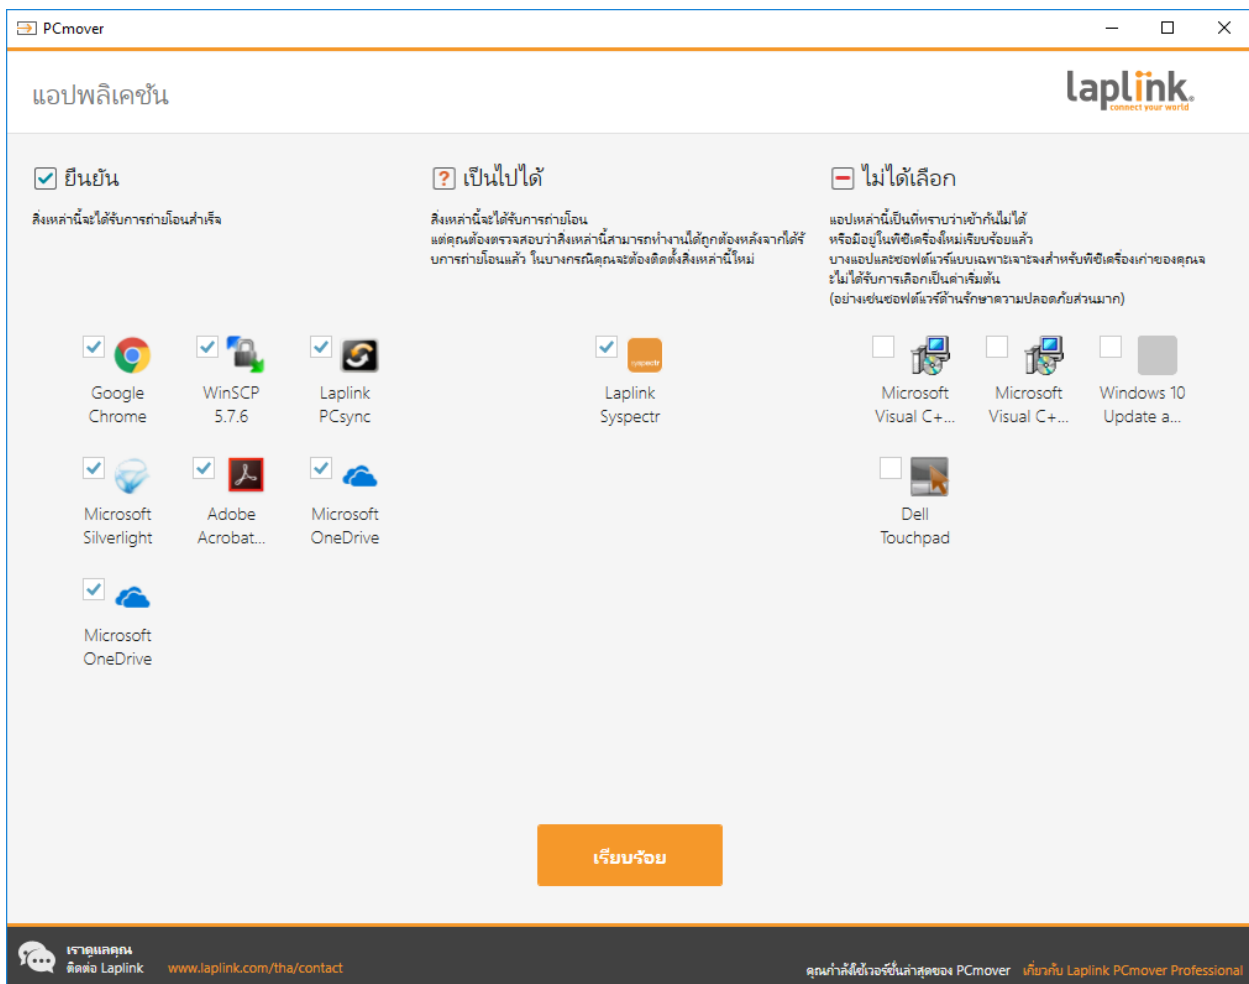 PCmover
แอปพลิเคชัน
laplink.
connect your world
ยืนยัน
สิ่งเหล่านี้จะได้รับการถ่ายโอนสำเร็จ
? เป็นไปได้
สิ่งเหล่านี้จะได้รับการถ่ายโอน
แต่คุณต้องตรวจสอบว่าสิ่งเหล่านี้สามารถทำงานได้ถูกต้องหลังจากได้รั
บการถ่ายโอนแล้ว ในบางกรณีคุณจะต้องติดตั้งสิ่งเหล่านี้ใหม่
ไม่ได้เลือก
แอปเหล่านี้เป็นที่ทราบว่าเข้ากันไม่ได้
หรือมีอยู่ในพีซีเครื่องใหม่เรียบร้อยแล้ว
บางแอปและซอฟต์แวร์แบบเฉพาะเจาะจงสำหรับพีซีเครื่องเก่าของคุณจ
ะไม่ได้รับการเลือกเป็นค่าเริ่มต้น
(อย่างเช่นซอฟต์แวร์ด้านรักษาความปลอดภัยส่วนมาก)
Google
Chrome
WinSCP
5.7.6
Laplink
PCsync
syspectr
Laplink
Syspectr
Microsoft
Visual C+...
Microsoft
Visual C+...
Windows 10
Update a...
Microsoft
Silverlight
Adobe
Acrobat...
Microsoft
OneDrive
Dell
Touchpad
Microsoft
OneDrive
เรียบร้อย
เราดูแลคุณ
ติดต่อ Laplink www.laplink.com/tha/contact
คุณกำลังใช้เวอร์ชั่นล่าสุดของ PCmover เกี่ยวกับ Laplink PCmover Professional